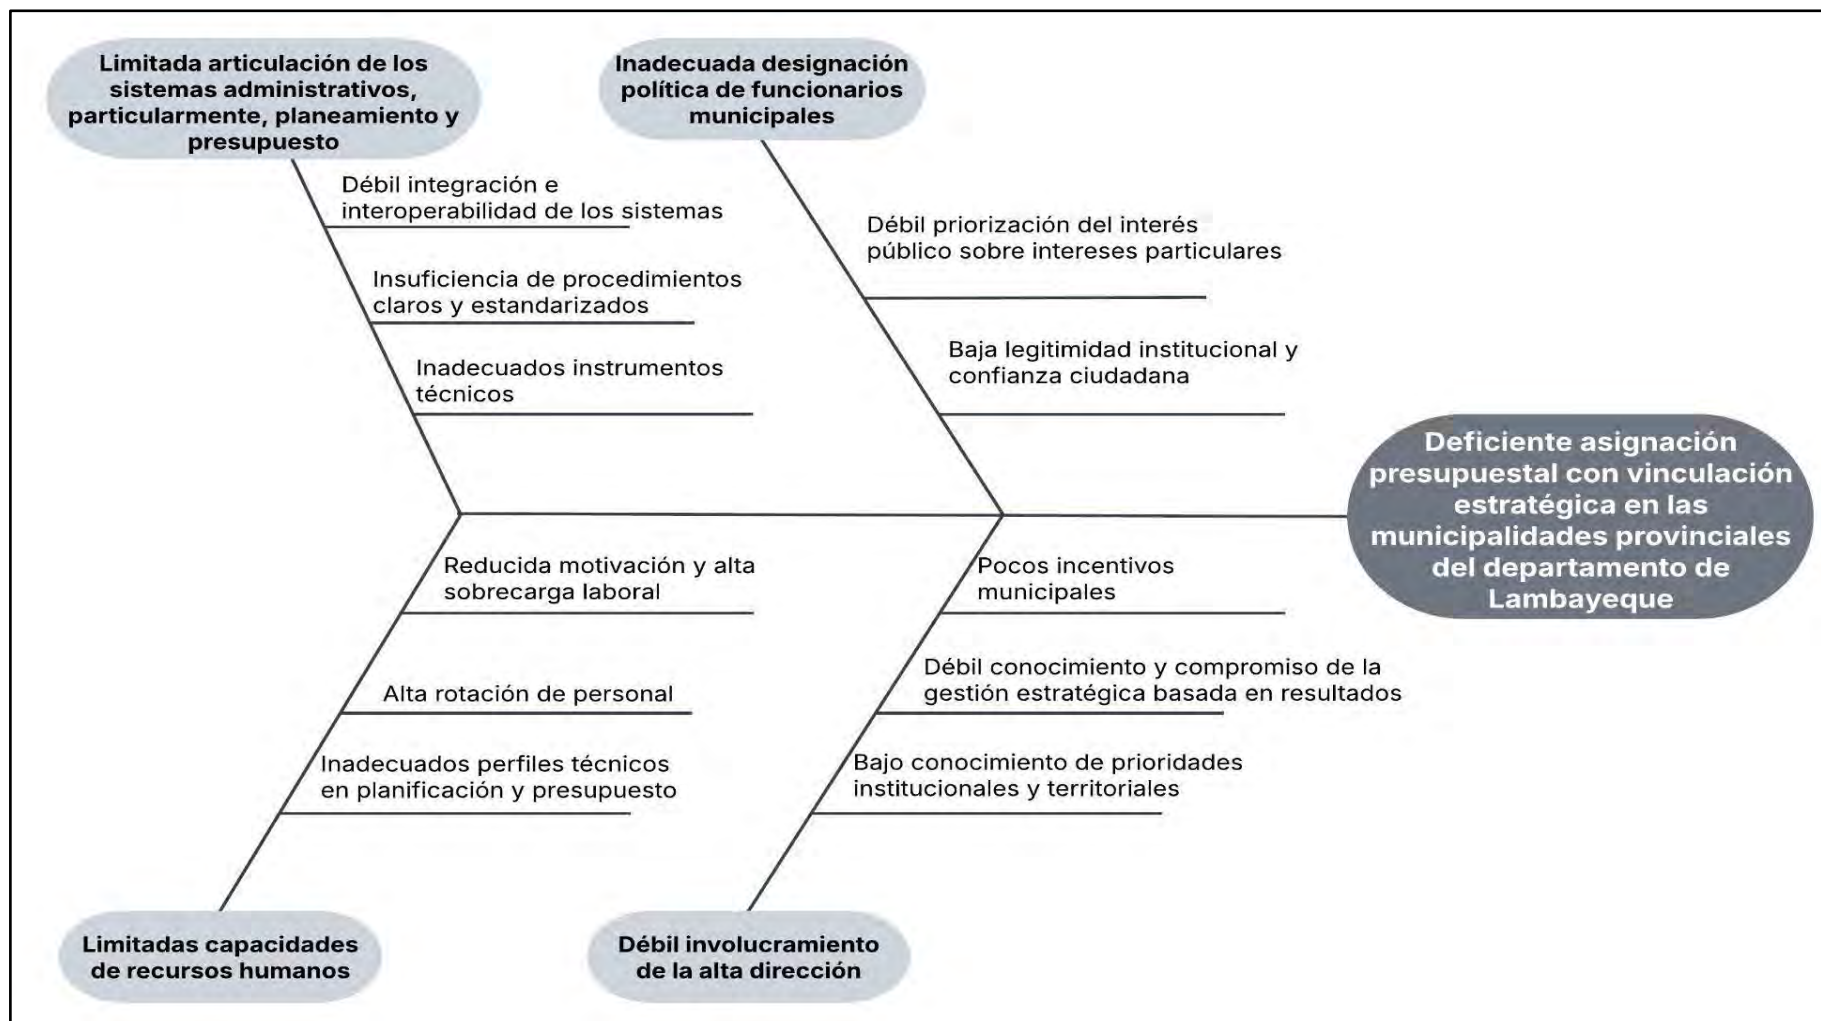 Limitada articulación de los
sistemas administrativos,
particularmente, planeamiento y
presupuesto
Inadecuada designación
política de funcionarios
municipales
Débil integración e
interoperabilidad de los sistemas
Insuficiencia de procedimientos
claros y estandarizados
Inadecuados instrumentos
técnicos
Débil priorización del interés
público sobre intereses particulares
Baja legitimidad institucional y
confianza ciudadana
Deficiente asignación
presupuestal con vinculación
estratégica en las
municipalidades provinciales
del departamento de
Lambayeque
Reducida motivación y alta
sobrecarga laboral
Alta rotación de personal
Inadecuados perfiles técnicos
en planificación y presupuesto
Pocos incentivos
municipales
Débil conocimiento y compromiso de la
gestión estratégica basada en resultados
Bajo conocimiento de prioridades
institucionales y territoriales
Limitadas capacidades
de recursos humanos
Débil involucramiento
de la alta dirección